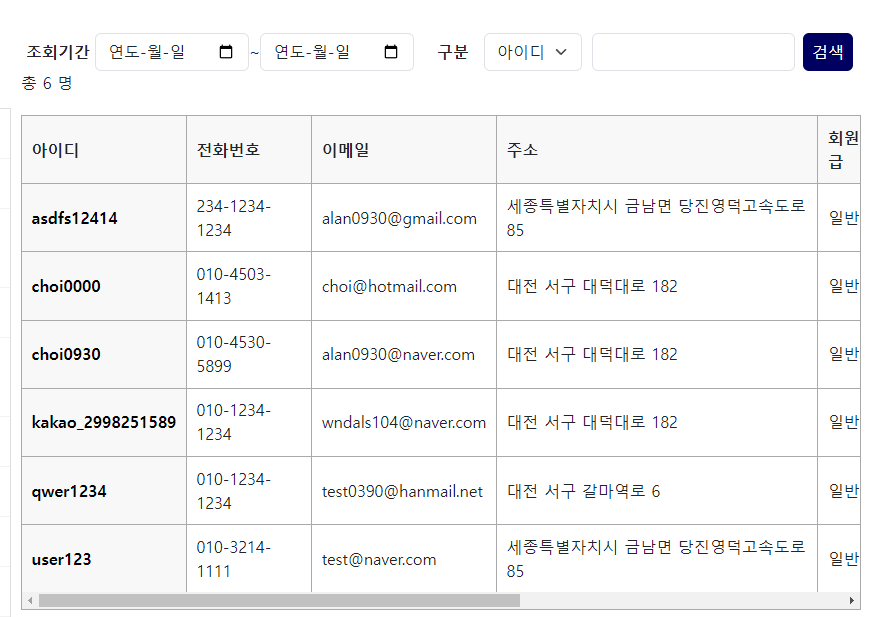 조회기간 연도-월-일 ~ 연도-월-일 구분 아이디 검색
총 6 명
아이디 전화번호 이메일 주소 회원
급
asdfs12414 234-1234-1234 alan0930@gmail.com 세종특별자치시 금남면 당진영덕고속도로 85 일반
choi0000 010-4503-1413 choi@hotmail.com 대전 서구 대덕대로 182 일반
choi0930 010-4530-5899 alan0930@naver.com 대전 서구 대덕대로 182 일반
kakao_2998251589 010-1234-1234 wndals104@naver.com 대전 서구 대덕대로 182 일반
qwer1234 010-1234-1234 test0390@hanmail.net 대전 서구 갈마역로 6 일반
user123 010-3214-1111 test@naver.com 세종특별자치시 금남면 당진영덕고속도로 85 일반